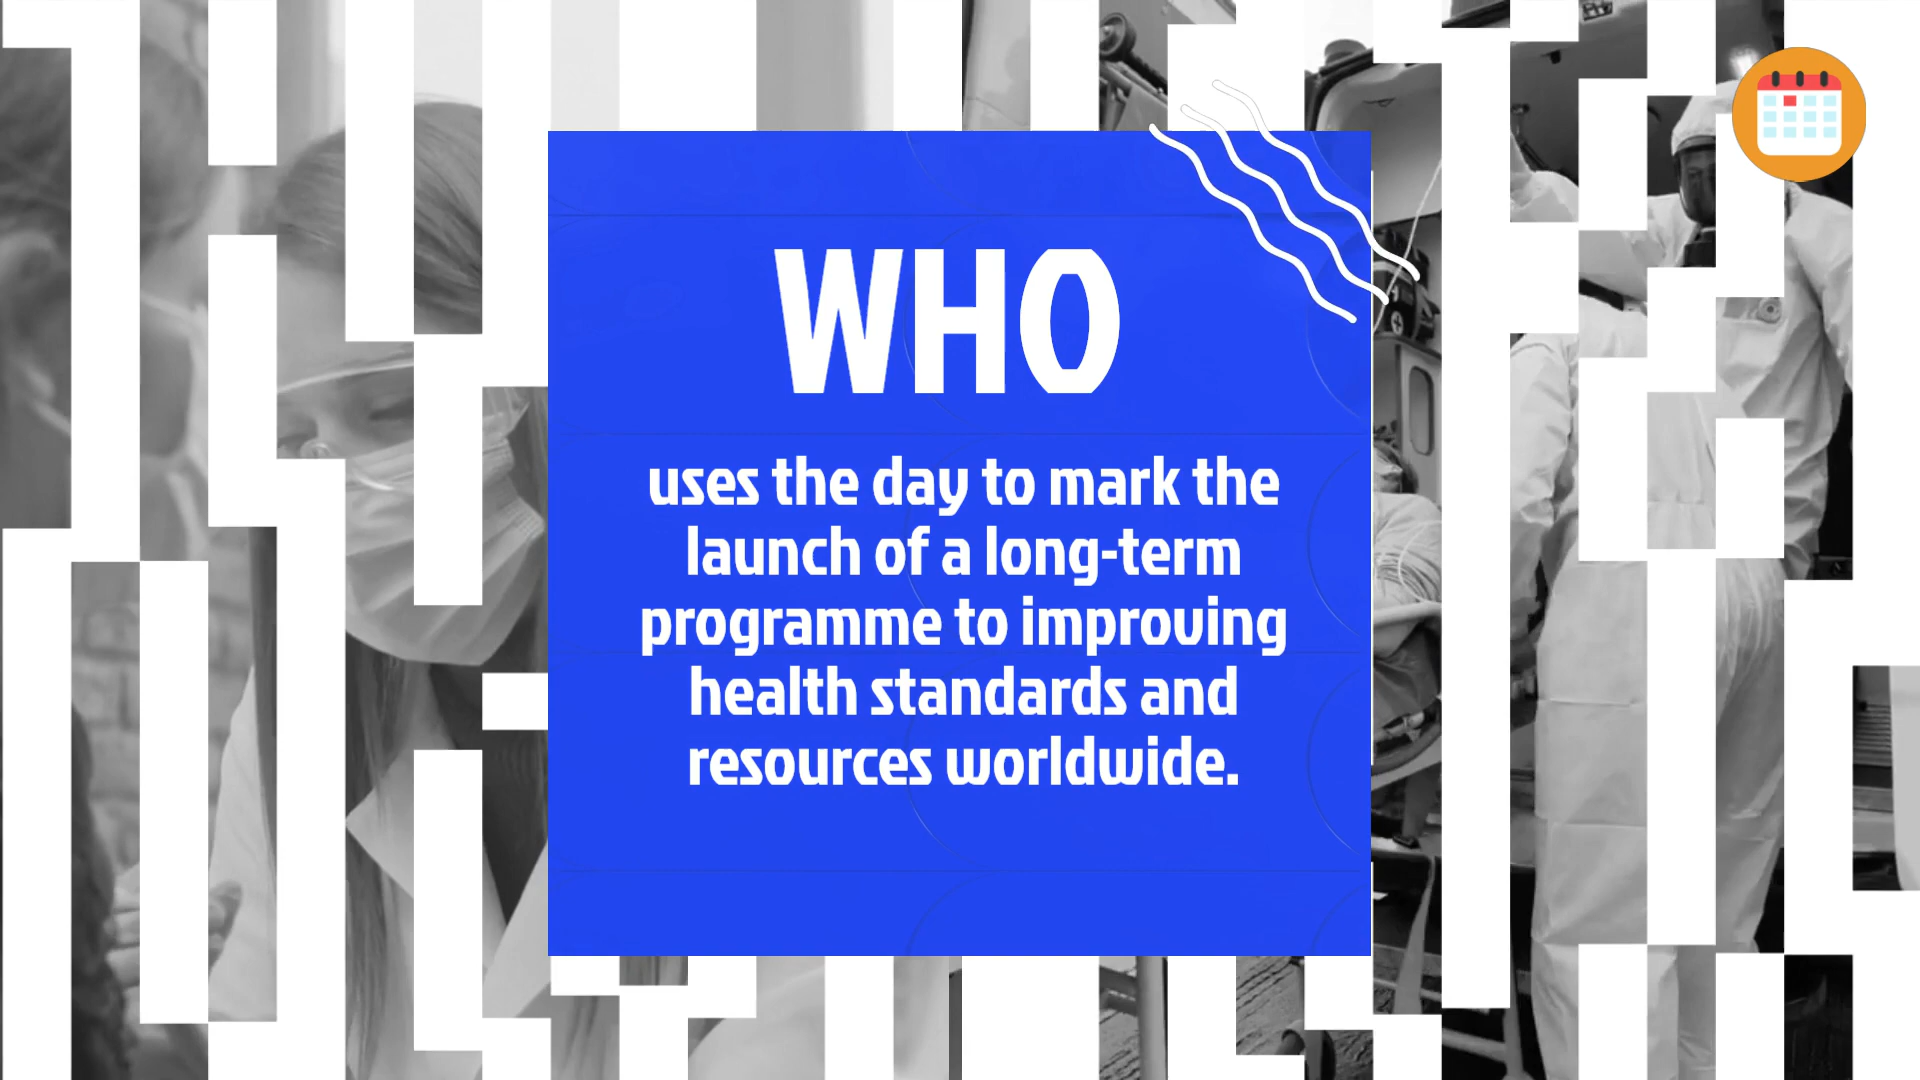 WHO
uses the day to mark the
launch of a long-term
programme to improving
health standards and
resources worldwide.